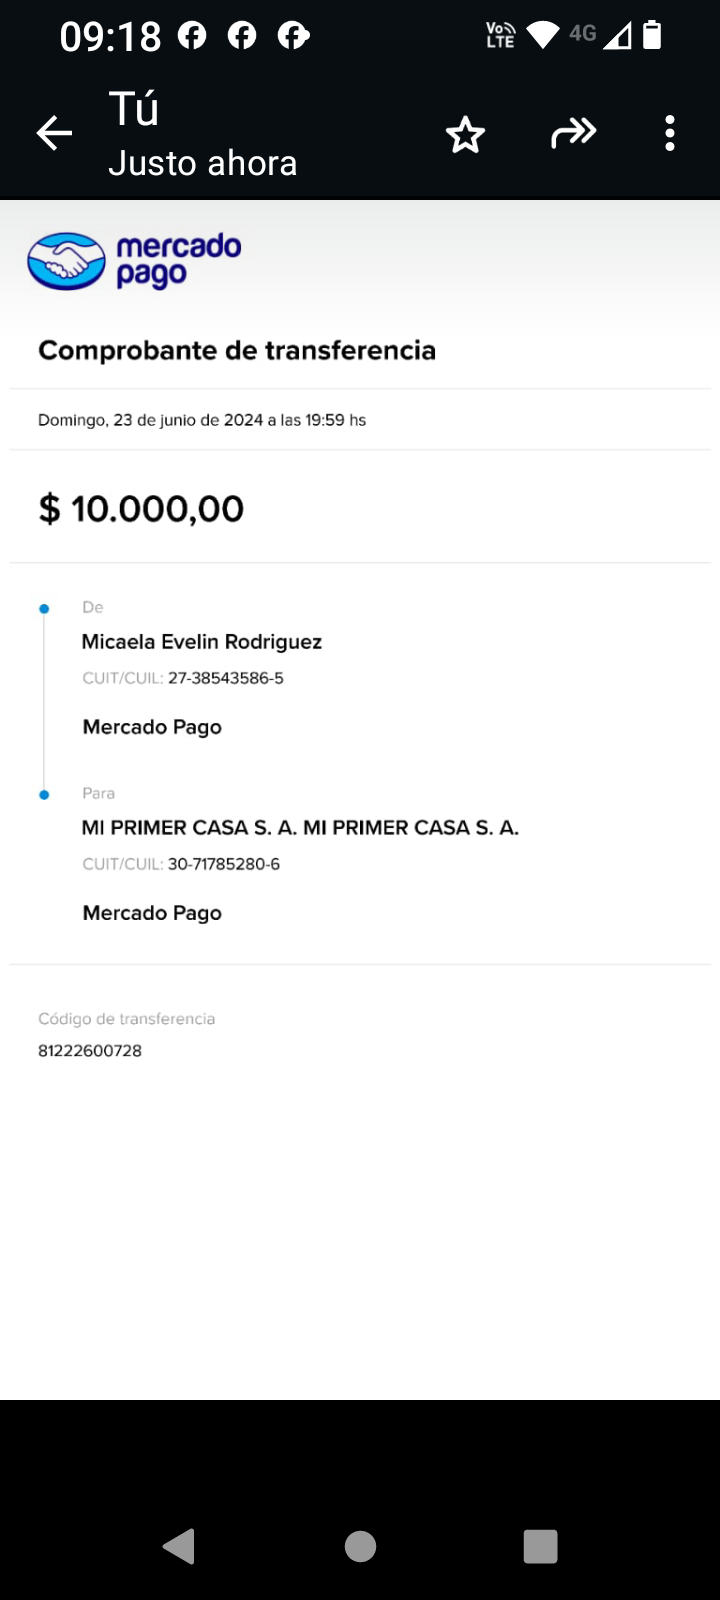 09:18
Vo LTE 4G
Tú
Justo ahora
mercado
pago
Comprobante de transferencia
Domingo, 23 de junio de 2024 a las 19:59 hs
$ 10.000,00
De
Micaela Evelin Rodriguez
CUIT/CUIL: 27-38543586-5
Mercado Pago
Para
MI PRIMER CASA S. A. MI PRIMER CASA S. A.
CUIT/CUIL: 30-71785280-6
Mercado Pago
Código de transferencia
81222600728